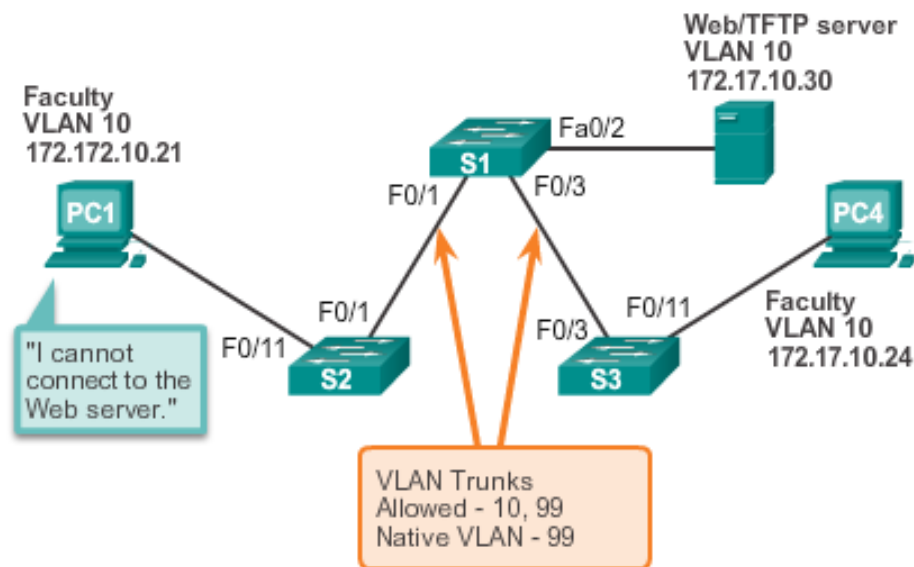 Web/TFTP server
VLAN 10
172.17.10.30
Faculty
VLAN 10
172.172.10.21
Fa0/2
S1
F0/1
F0/3
PC1
PC4
F0/1
F0/3
F0/11
F0/11
Faculty
VLAN 10
172.17.10.24
"I cannot
connect to the
Web server."
S2
S3
VLAN Trunks
Allowed - 10, 99
Native VLAN - 99